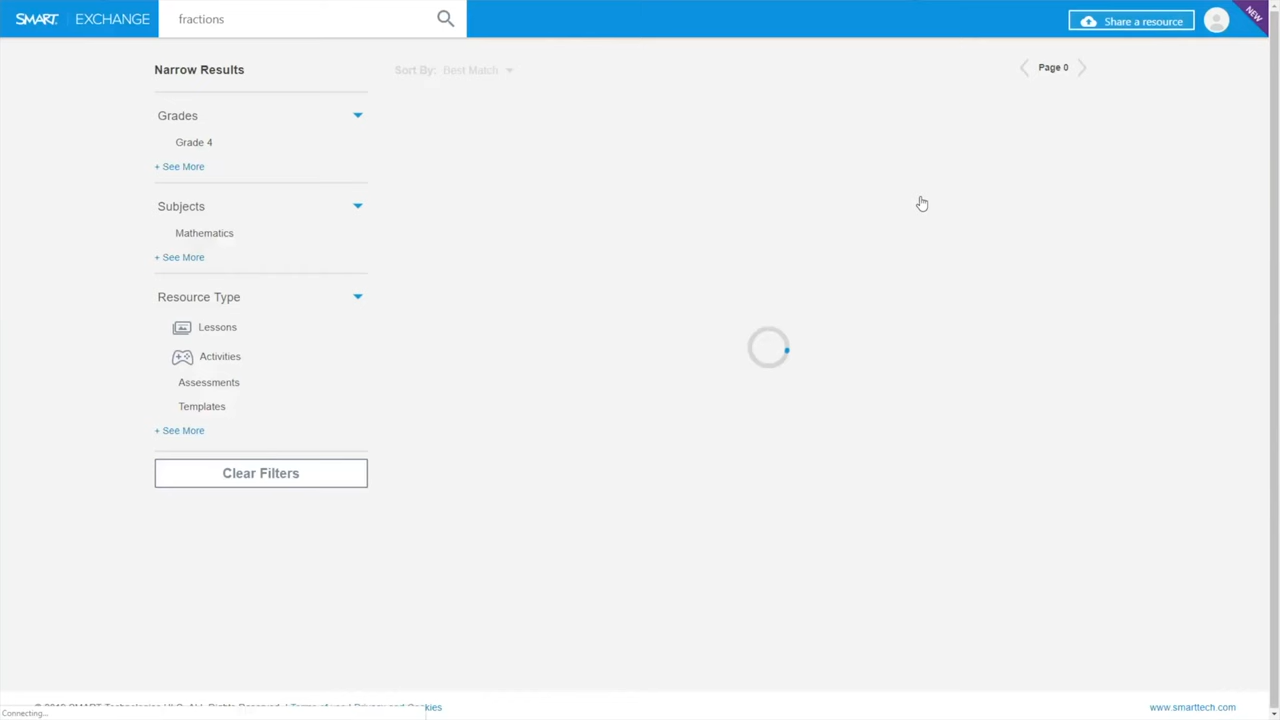 SMART EXCHANGE
fractions
Share a resource
NEW
Narrow Results
Sort By: Best Match
Page 0
Grades
Grade 4
+ See More
Subjects
Mathematics
+ See More
Resource Type
Lessons
Activities
Assessments
Templates
+ See More
Clear Filters
www.smarttech.com
Connecting...